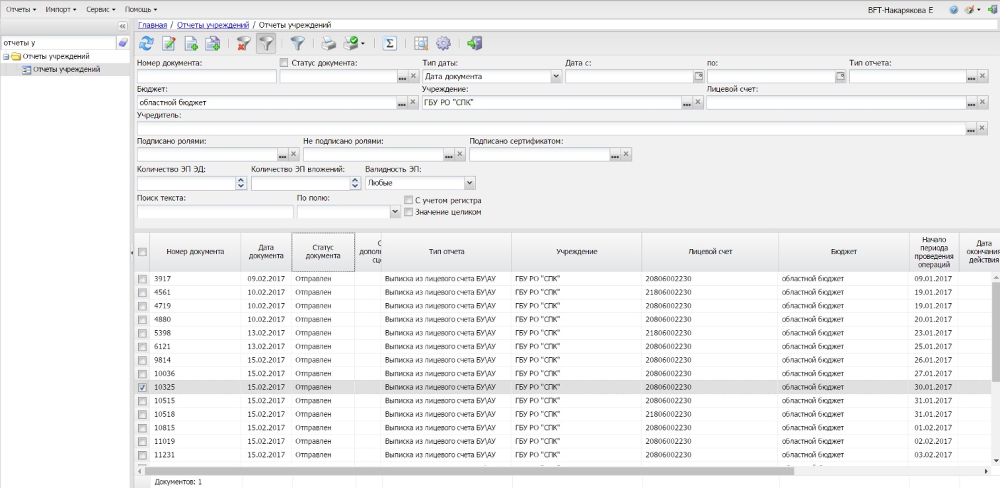 Отчеты Импорт Сервис Помощь BFT-Накарякова Е
Главная / Отчеты учреждений / Отчеты учреждений
отчеты у
Отчеты учреждений
Отчеты учреждений
Номер документа: Статус документа: Тип даты: Дата с: по: Тип отчета:
Дата документа
Бюджет: Учреждение: Лицевой счет:
областной бюджет ГБУ РО "СПК"
Учредитель:
Подписано ролями: Не подписано ролями: Подписано сертификатом:
Количество ЭП ЭД: Количество ЭП вложений: Валидность ЭП:
Любые
Поиск текста: По полю: С учетом регистра
Значение целиком
Номер документа Дата документа Статус документа Тип отчета Учреждение Лицевой счет Бюджет Начало периода проведения операций Дата окончания действия
3917 09.02.2017 Отправлен Выписка из лицевого счета БУ\АУ ГБУ РО "СПК" 20806002230 областной бюджет 09.01.2017
4561 10.02.2017 Отправлен Выписка из лицевого счета БУ\АУ ГБУ РО "СПК" 21806002230 областной бюджет 19.01.2017
4719 10.02.2017 Отправлен Выписка из лицевого счета БУ\АУ ГБУ РО "СПК" 20806002230 областной бюджет 19.01.2017
4880 10.02.2017 Отправлен Выписка из лицевого счета БУ\АУ ГБУ РО "СПК" 20806002230 областной бюджет 20.01.2017
5398 13.02.2017 Отправлен Выписка из лицевого счета БУ\АУ ГБУ РО "СПК" 21806002230 областной бюджет 23.01.2017
6121 13.02.2017 Отправлен Выписка из лицевого счета БУ\АУ ГБУ РО "СПК" 20806002230 областной бюджет 25.01.2017
9814 15.02.2017 Отправлен Выписка из лицевого счета БУ\АУ ГБУ РО "СПК" 20806002230 областной бюджет 26.01.2017
10036 15.02.2017 Отправлен Выписка из лицевого счета БУ\АУ ГБУ РО "СПК" 20806002230 областной бюджет 27.01.2017
10325 15.02.2017 Отправлен Выписка из лицевого счета БУ\АУ ГБУ РО "СПК" 20806002230 областной бюджет 30.01.2017
10515 15.02.2017 Отправлен Выписка из лицевого счета БУ\АУ ГБУ РО "СПК" 20806002230 областной бюджет 31.01.2017
10518 15.02.2017 Отправлен Выписка из лицевого счета БУ\АУ ГБУ РО "СПК" 21806002230 областной бюджет 31.01.2017
10815 15.02.2017 Отправлен Выписка из лицевого счета БУ\АУ ГБУ РО "СПК" 20806002230 областной бюджет 01.02.2017
11019 15.02.2017 Отправлен Выписка из лицевого счета БУ\АУ ГБУ РО "СПК" 20806002230 областной бюджет 02.02.2017
11231 15.02.2017 Отправлен Выписка из лицевого счета БУ\АУ ГБУ РО "СПК" 20806002230 областной бюджет 03.02.2017
Документов: 1